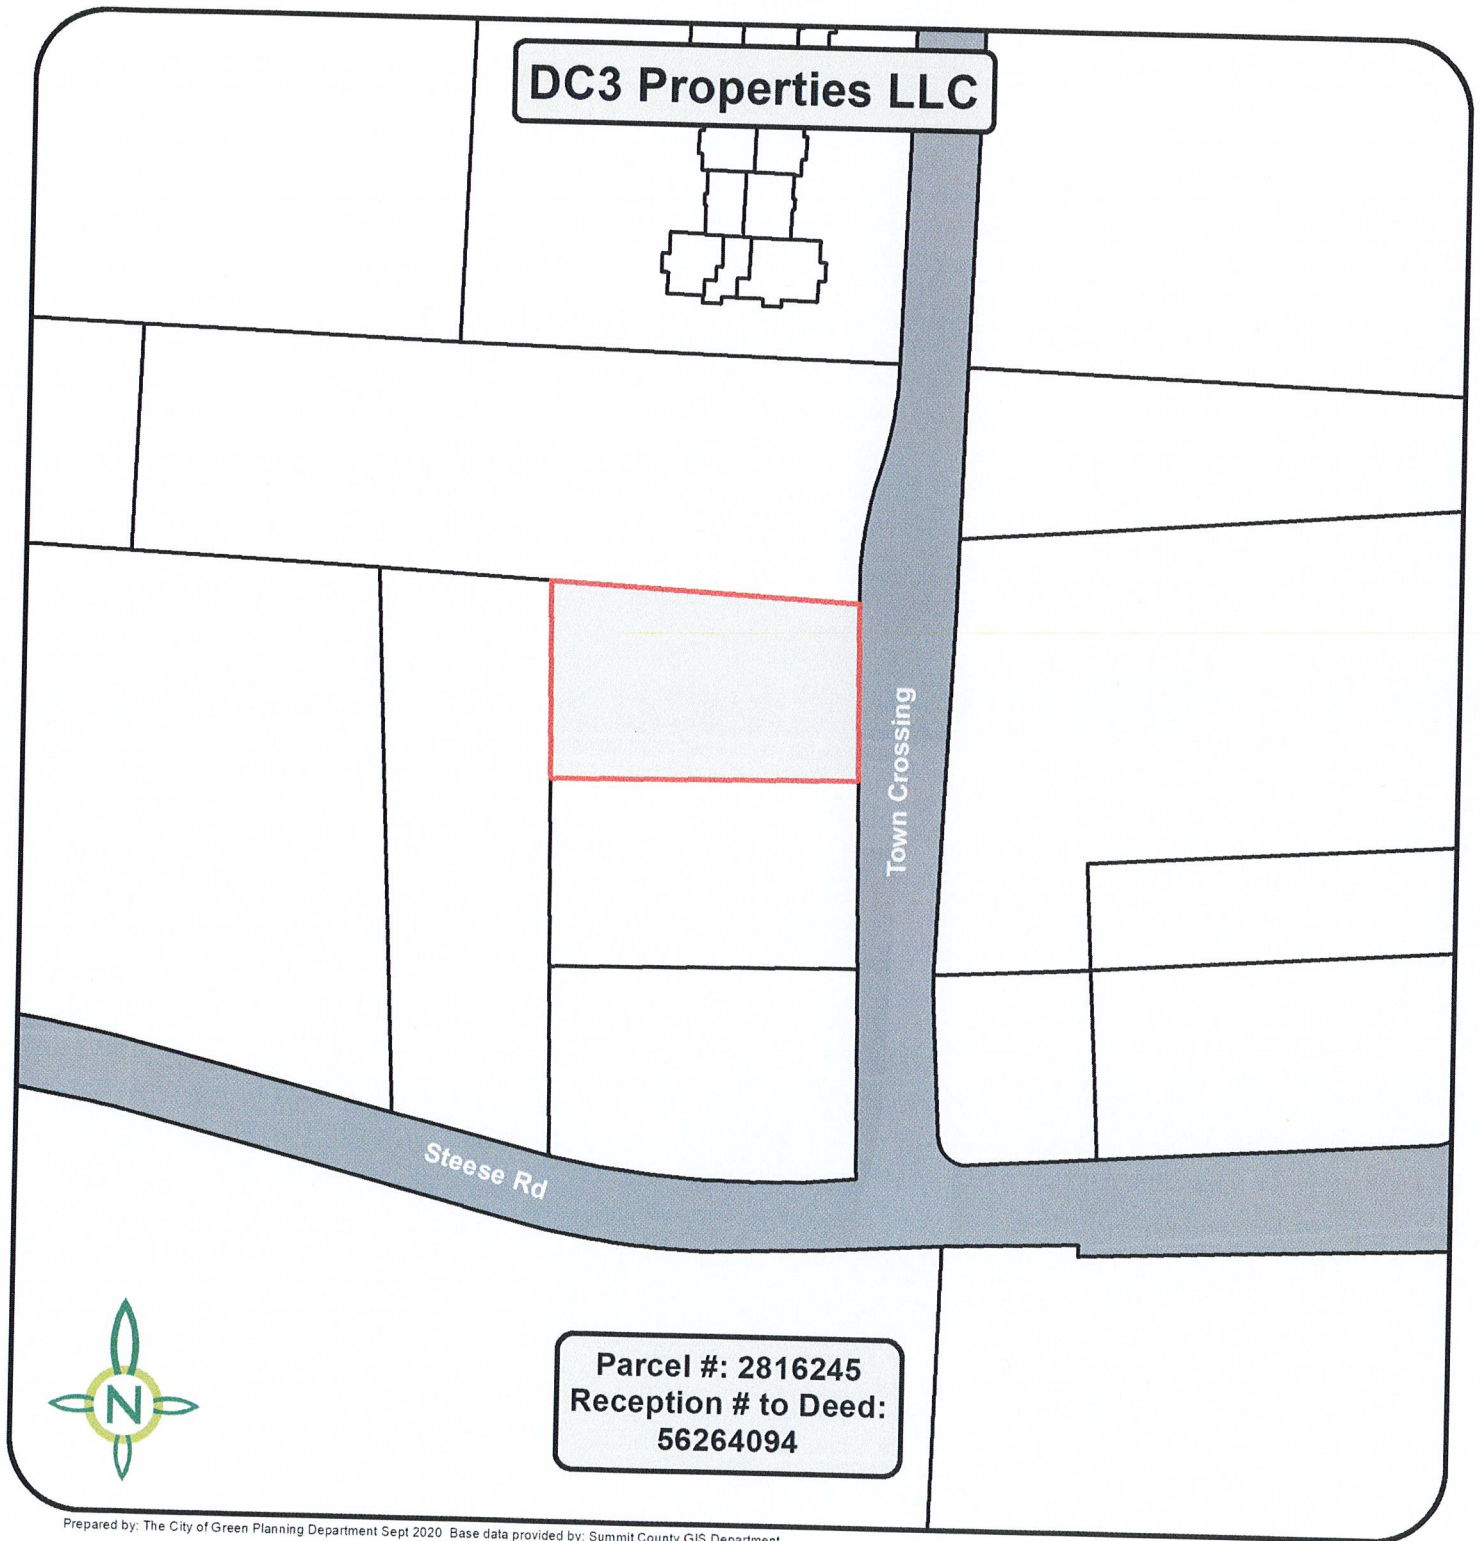 DC3 Properties LLC
Town Crossing
Steese Rd
N
Parcel #: 2816245
Reception # to Deed:
56264094
Prepared by: The City of Green Planning Department Sept 2020 Base data provided by: Summit County GIS Department